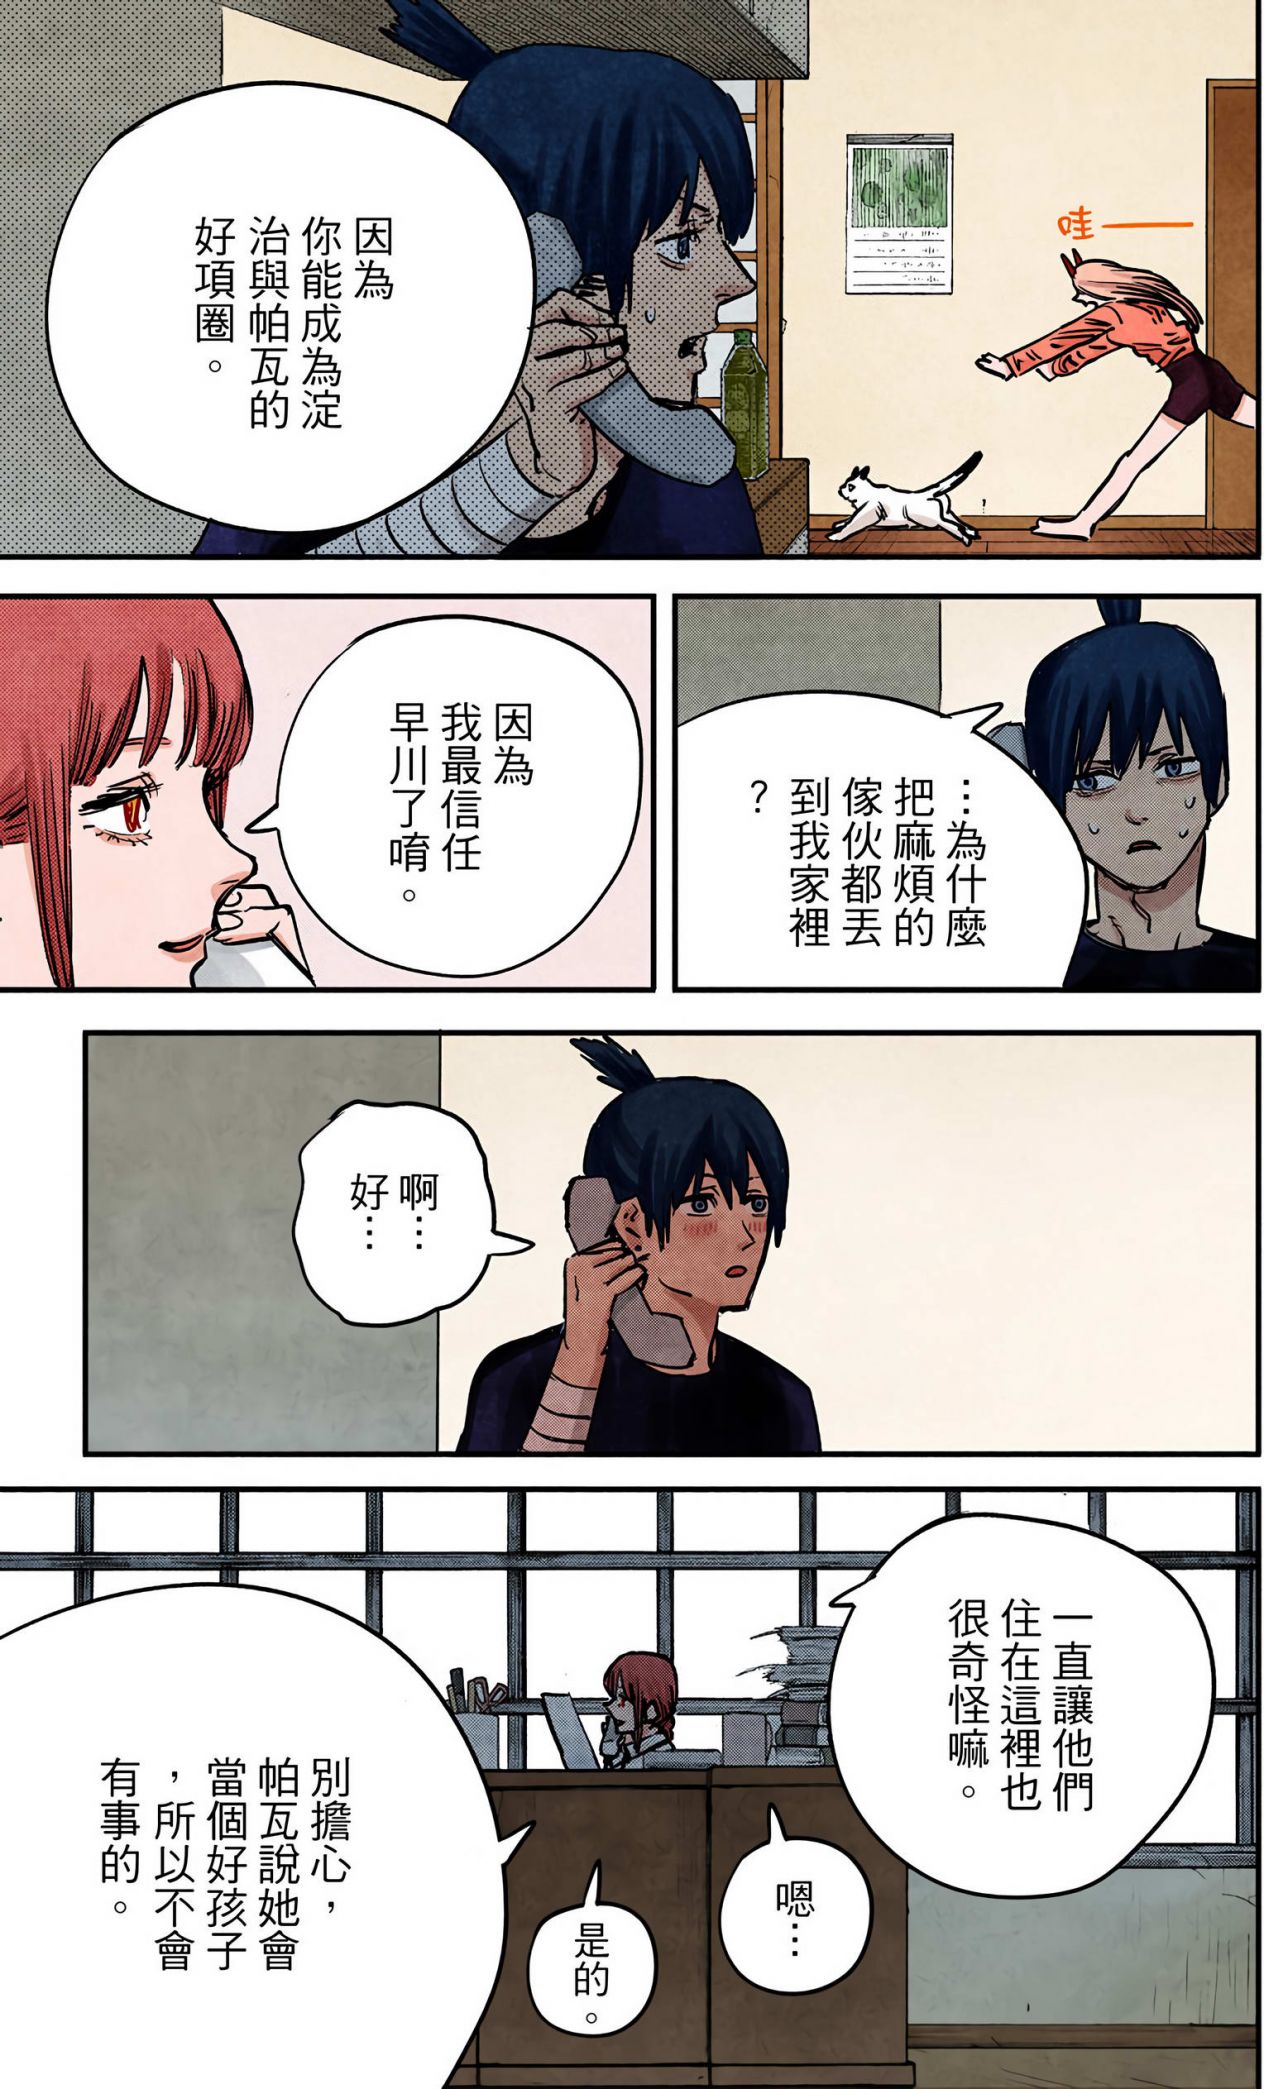 哇——
因為
你能成為淀
治與帕瓦的
好項圈。
…為什麼
把麻煩的
傢伙都丟
到我家裡
？
因為
我最信任
早川了唷。
啊…
好…
一直讓他們
住在這裡也
很奇怪嘛。
嗯…
是的。
別擔心，
帕瓦說她會
當個好孩子
，所以不會
有事的。